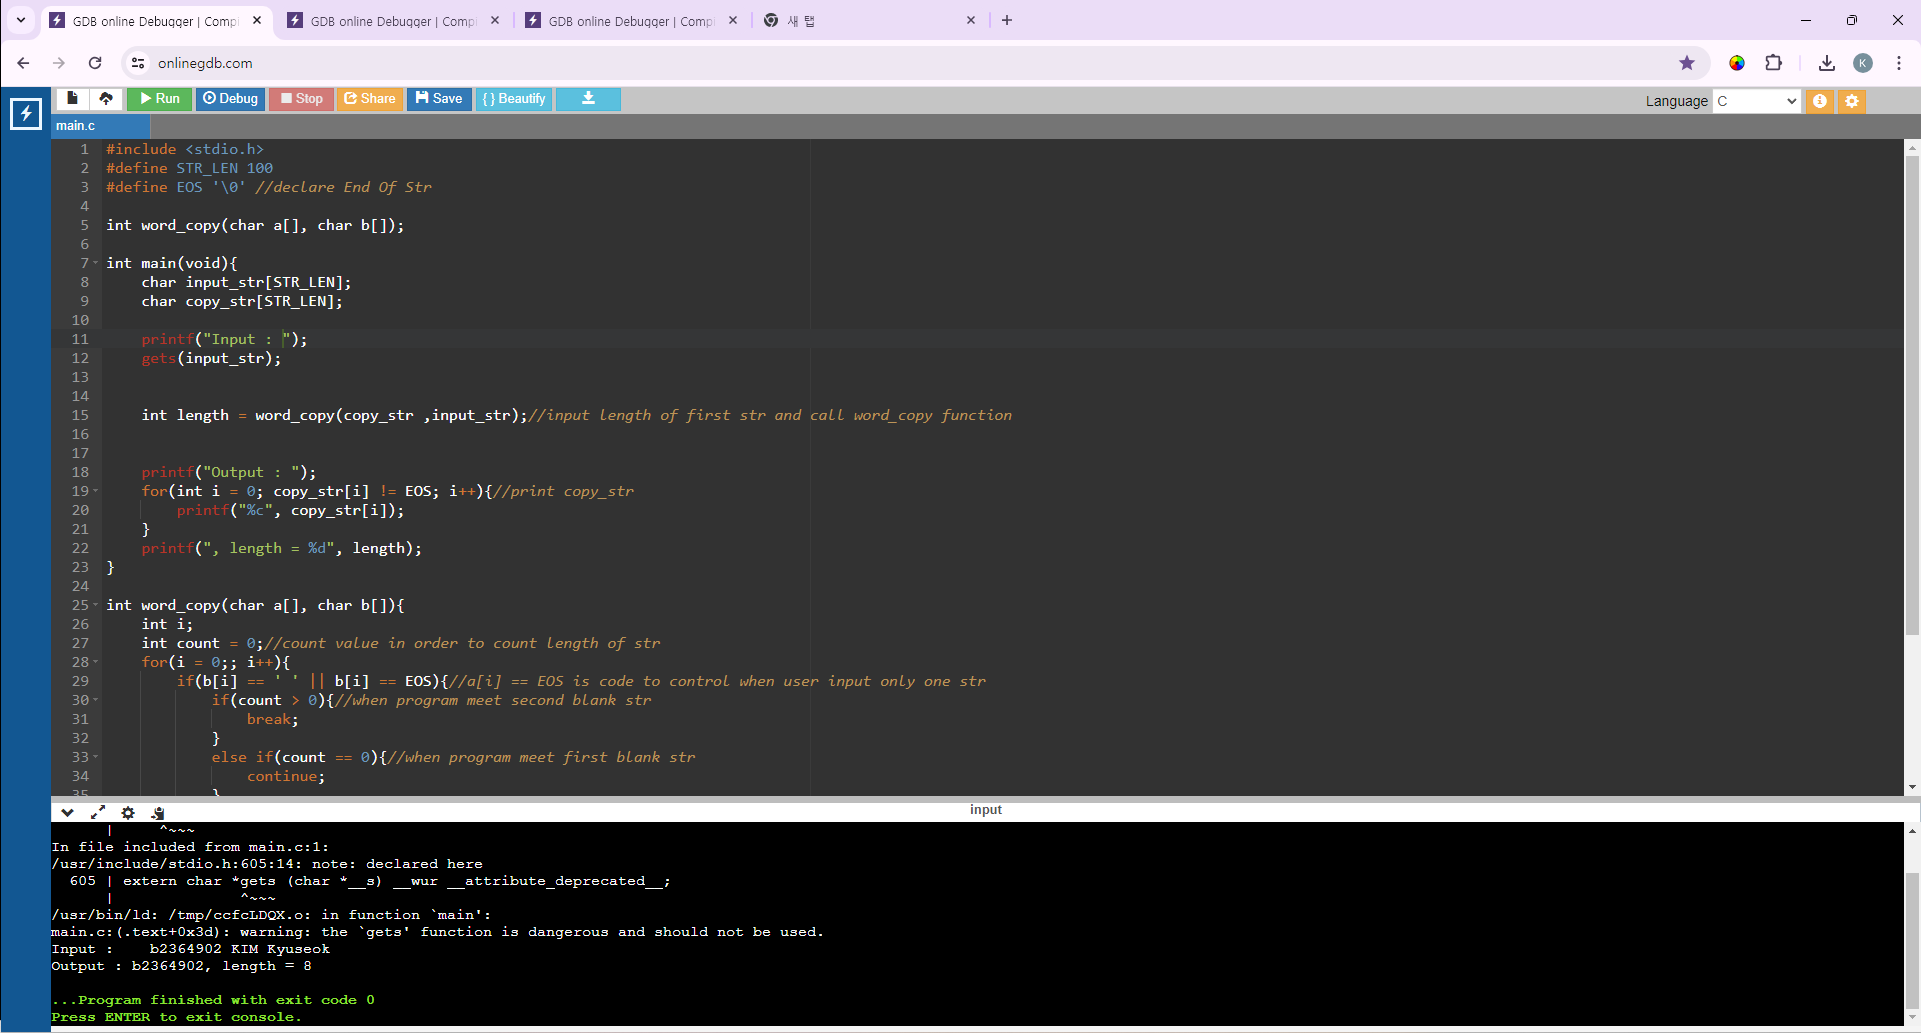 GDB online Debugger | Compi
GDB online Debugger | Compi
GDB online Debugger | Compi
새 탭
onlinegdb.com
K
Run
Debug
Stop
Share
Save
{ } Beautify
Language C
main.c
1 #include <stdio.h>
2 #define STR_LEN 100
3 #define EOS '\0' //declare End Of Str
4
5 int word_copy(char a[], char b[]);
6
7 int main(void){
8 char input_str[STR_LEN];
9 char copy_str[STR_LEN];
10
11 printf("Input : ");
12 gets(input_str);
13
14
15 int length = word_copy(copy_str ,input_str);//input length of first str and call word_copy function
16
17
18 printf("Output : ");
19 for(int i = 0; copy_str[i] != EOS; i++){//print copy_str
20 printf("%c", copy_str[i]);
21 }
22 printf(", length = %d", length);
23 }
24
25 int word_copy(char a[], char b[]){
26 int i;
27 int count = 0;//count value in order to count length of str
28 for(i = 0;; i++){
29 if(b[i] == ' ' || b[i] == EOS){//a[i] == EOS is code to control when user input only one str
30 if(count > 0){//when program meet second blank str
31 break;
32 }
33 else if(count == 0){//when program meet first blank str
34 continue;
35 }
input
| ^~~~
In file included from main.c:1:
/usr/include/stdio.h:605:14: note: declared here
605 | extern char *gets (char *__s) __wur __attribute_deprecated__;
| ^~~~
/usr/bin/ld: /tmp/ccfcLDQX.o: in function `main':
main.c:(.text+0x3d): warning: the `gets' function is dangerous and should not be used.
Input : b2364902 KIM Kyuseok
Output : b2364902, length = 8
...Program finished with exit code 0
Press ENTER to exit console.